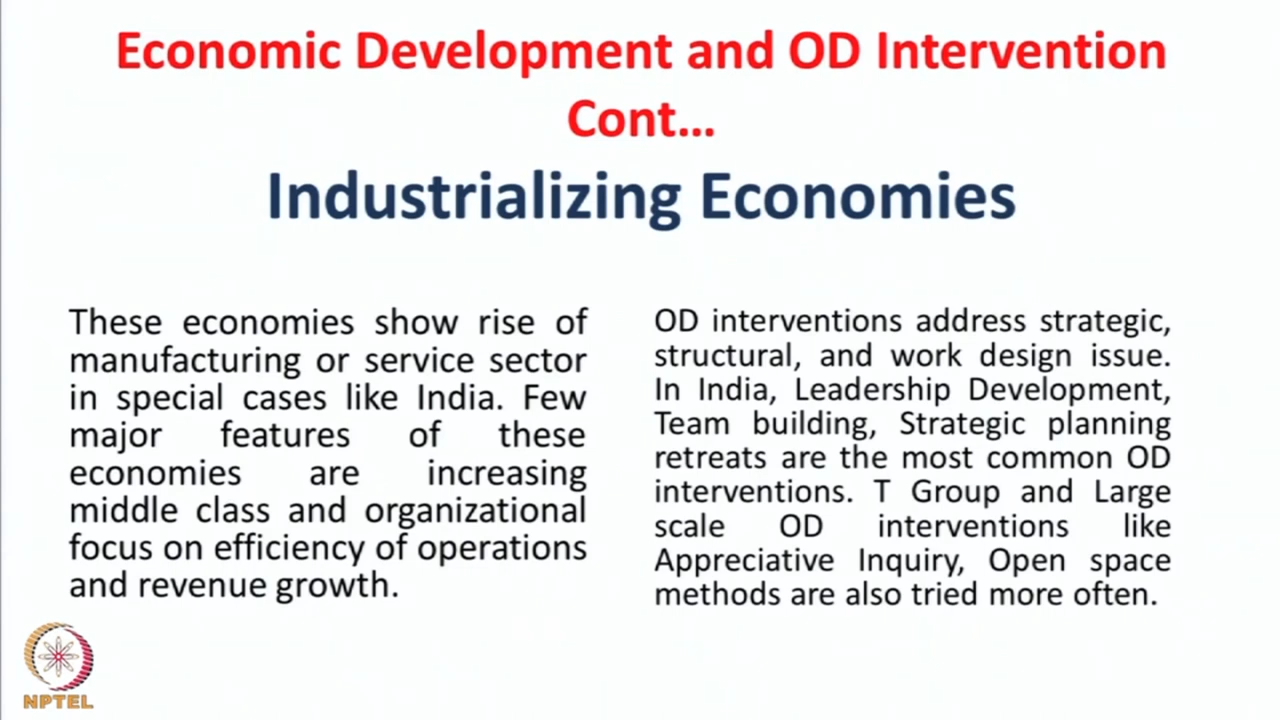 Economic Development and OD Intervention
Cont...
Industrializing Economies
These economies show rise of
manufacturing or service sector
in special cases like India. Few
major features of these
economies are increasing
middle class and organizational
focus on efficiency of operations
and revenue growth.
OD interventions address strategic,
structural, and work design issue.
In India, Leadership Development,
Team building, Strategic planning
retreats are the most common OD
interventions. T Group and Large
scale OD interventions like
Appreciative Inquiry, Open space
methods are also tried more often.
NPTEL